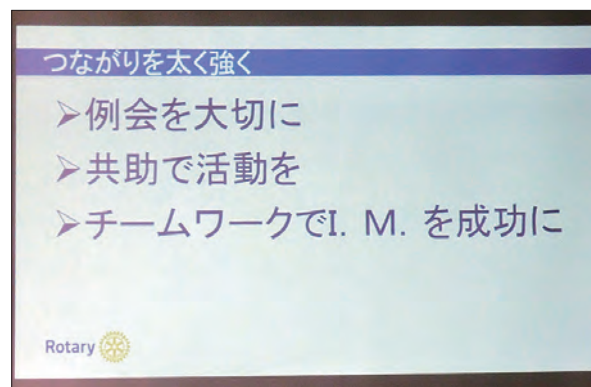 つながりを太く強く
➢例会を大切に
➢共助で活動を
➢チームワークでI. M. を成功に
Rotary